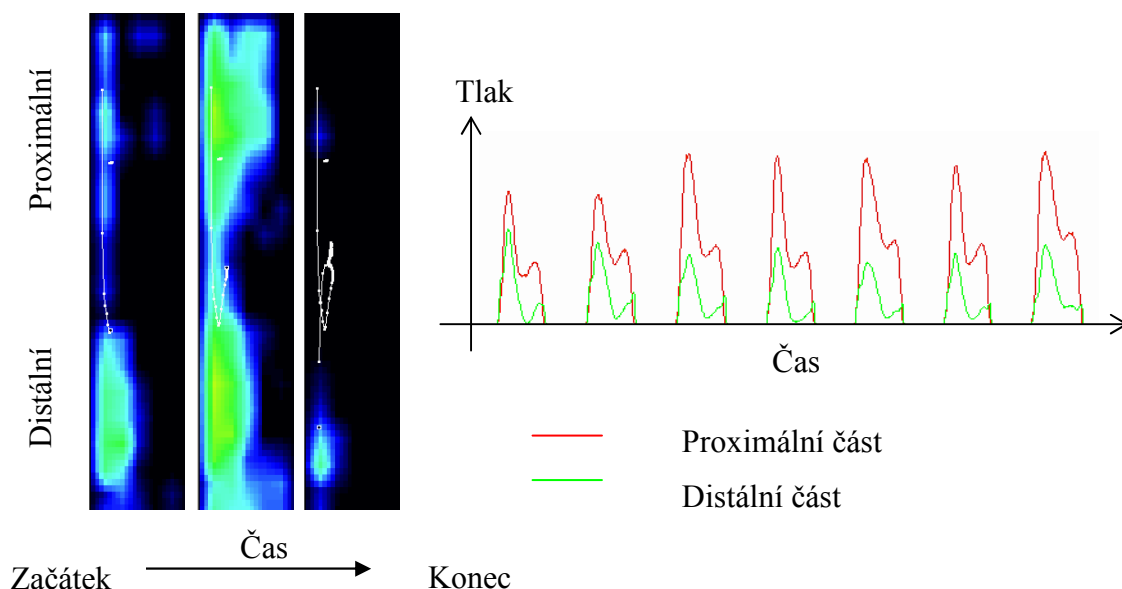 Proximální
Distální
Čas
Začátek
Konec
Tlak
Čas
Proximální část
Distální část